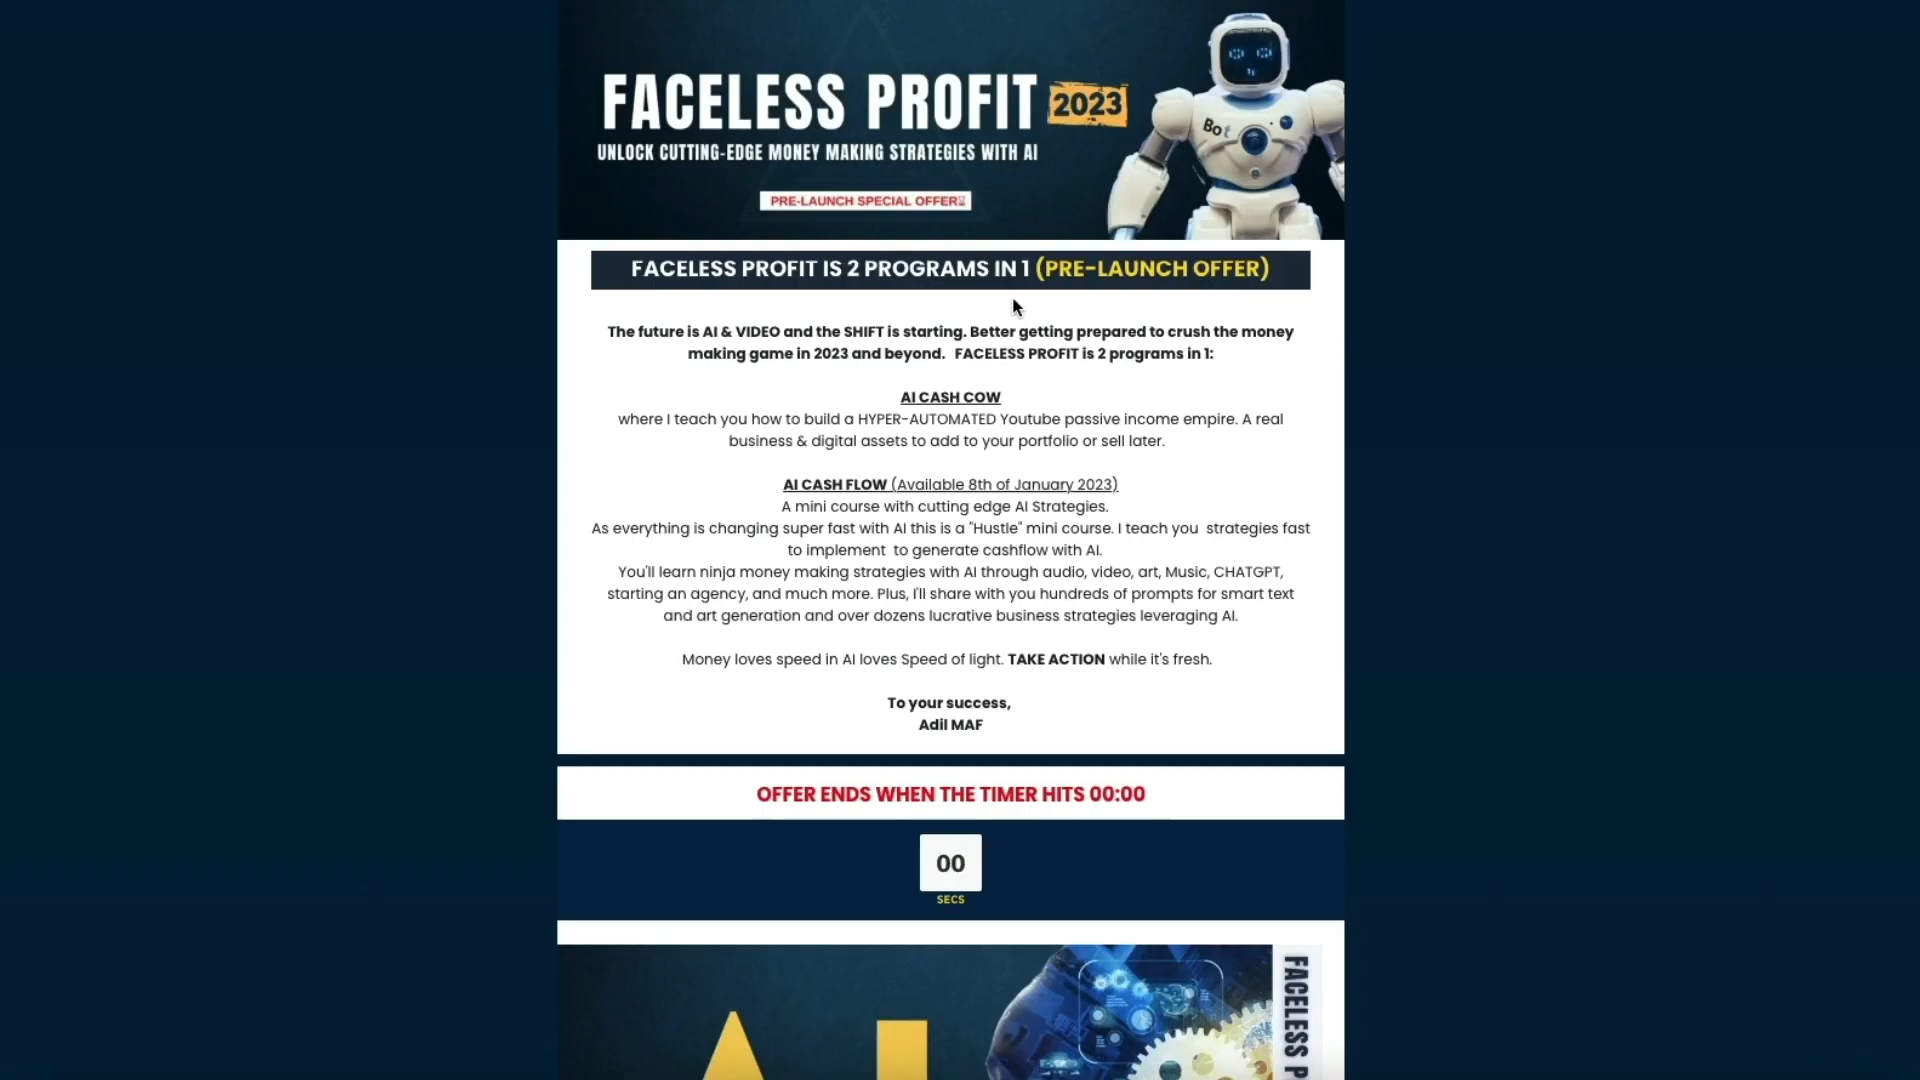 FACELESS PROFIT 2023
UNLOCK CUTTING-EDGE MONEY MAKING STRATEGIES WITH AI
Bot
PRE-LAUNCH SPECIAL OFFER
FACELESS PROFIT IS 2 PROGRAMS IN 1 (PRE-LAUNCH OFFER)
The future is AI & VIDEO and the SHIFT is starting. Better getting prepared to crush the money
making game in 2023 and beyond. FACELESS PROFIT is 2 programs in 1:
AI CASH COW
where I teach you how to build a HYPER-AUTOMATED Youtube passive income empire. A real
business & digital assets to add to your portfolio or sell later.
AI CASH FLOW (Available 8th of January 2023)
A mini course with cutting edge AI Strategies.
As everything is changing super fast with AI this is a "Hustle" mini course. I teach you strategies fast
to implement to generate cashflow with AI.
You'll learn ninja money making strategies with AI through audio, video, art, Music, CHATGPT,
starting an agency, and much more. Plus, I'll share with you hundreds of prompts for smart text
and art generation and over dozens lucrative business strategies leveraging AI.
Money loves speed in AI loves Speed of light. TAKE ACTION while it's fresh.
To your success,
Adil MAF
OFFER ENDS WHEN THE TIMER HITS 00:00
00
SECS
AI
FACELESS P